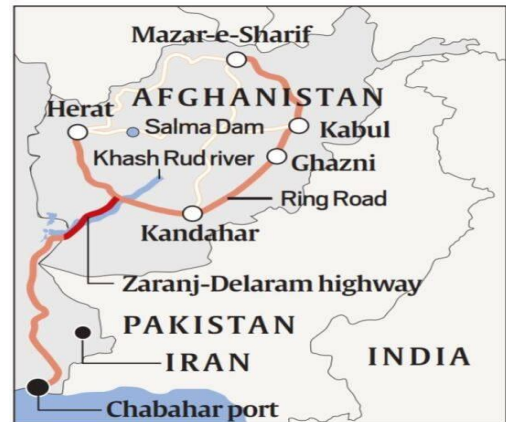 Mazar-e-Sharif
AFGHANISTAN
Herat
Salma Dam
Kabul
Khash Rud river
Ghazni
Ring Road
Kandahar
Zaranj-Delaram highway
PAKISTAN
IRAN
INDIA
Chabahar port